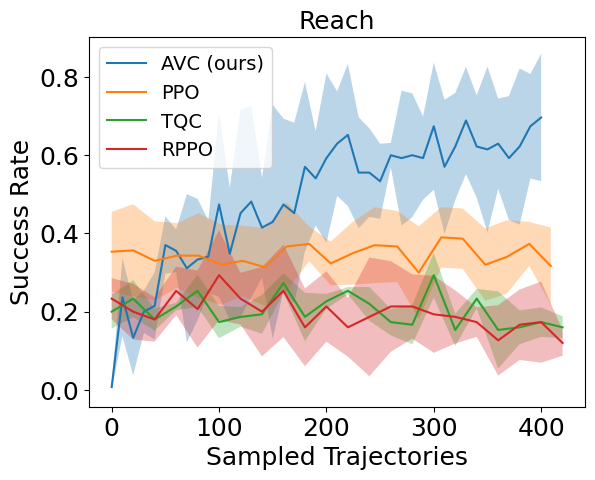 Reach
AVC (ours)
PPO
TQC
RPPO
Success Rate
0.8
0.6
0.4
0.2
0.0
0 100 200 300 400
Sampled Trajectories